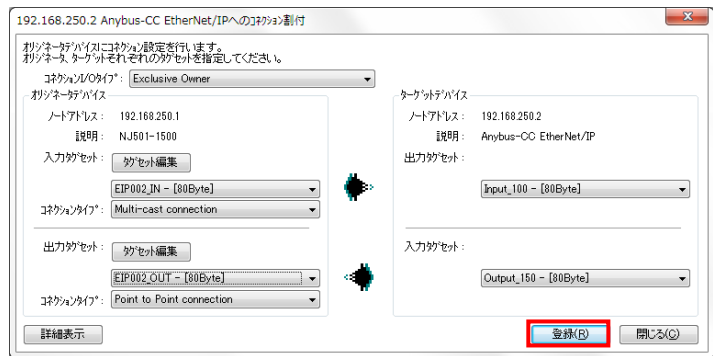 192.168.250.2 Anybus-CC EtherNet/IPへのｺﾈｸｼｮﾝ割付
ｵﾘｼﾞﾈｰﾀﾃﾞﾊﾞｲｽにｺﾈｸｼｮﾝ設定を行います。
ｵﾘｼﾞﾈｰﾀ、ﾀｰｹﾞｯﾄそれぞれのﾀｸﾞｾｯﾄを指定してください。
ｺﾈｸｼｮﾝI/Oﾀｲﾌﾟ: Exclusive Owner
ｵﾘｼﾞﾈｰﾀﾃﾞﾊﾞｲｽ
ﾉｰﾄﾞｱﾄﾞﾚｽ: 192.168.250.1
説明: NJ501-1500
入力ﾀｸﾞｾｯﾄ: ﾀｸﾞｾｯﾄ編集
EIP002_IN - [80Byte]
ｺﾈｸｼｮﾝﾀｲﾌﾟ: Multi-cast connection
出力ﾀｸﾞｾｯﾄ: ﾀｸﾞｾｯﾄ編集
EIP002_OUT - [80Byte]
ｺﾈｸｼｮﾝﾀｲﾌﾟ: Point to Point connection
ﾀｰｹﾞｯﾄﾃﾞﾊﾞｲｽ
ﾉｰﾄﾞｱﾄﾞﾚｽ: 192.168.250.2
説明: Anybus-CC EtherNet/IP
出力ﾀｸﾞｾｯﾄ:
Input_100 - [80Byte]
入力ﾀｸﾞｾｯﾄ:
Output_150 - [80Byte]
詳細表示
登録(R)
閉じる(C)